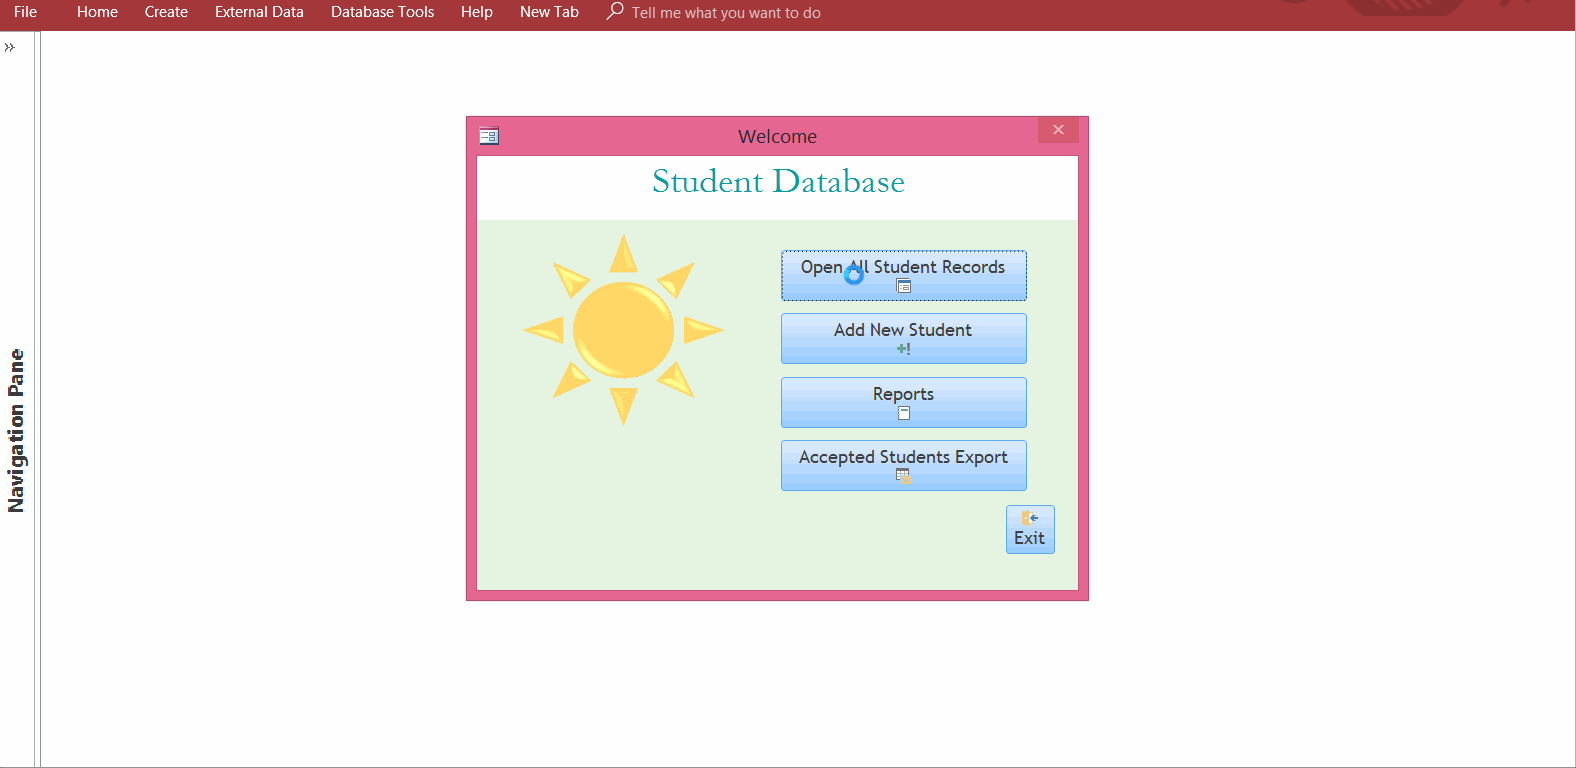 File Home Create External Data Database Tools Help New Tab Tell me what you want to do
»
Navigation Pane
Welcome
Student Database
Open All Student Records
Add New Student
Reports
Accepted Students Export
Exit